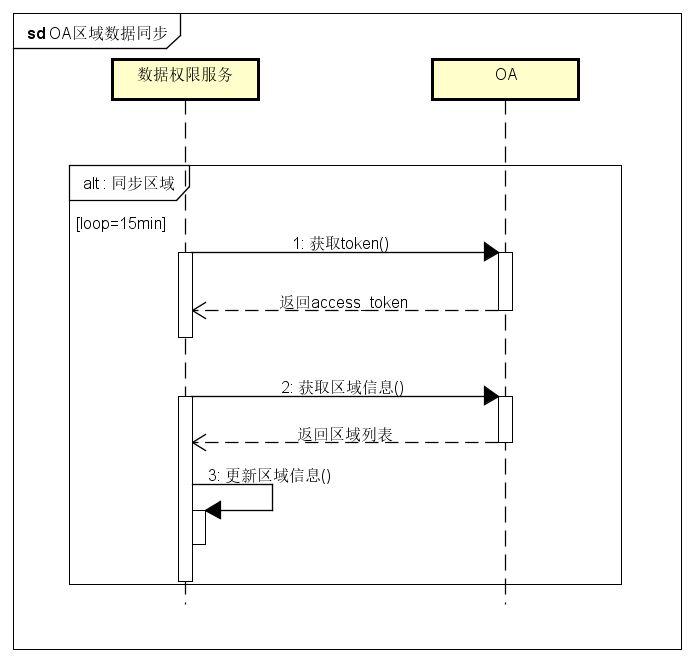 sd OA区域数据同步
数据权限服务
OA
alt : 同步区域
[loop=15min]
1: 获取token()
返回access_token
2: 获取区域信息()
返回区域列表
3: 更新区域信息()